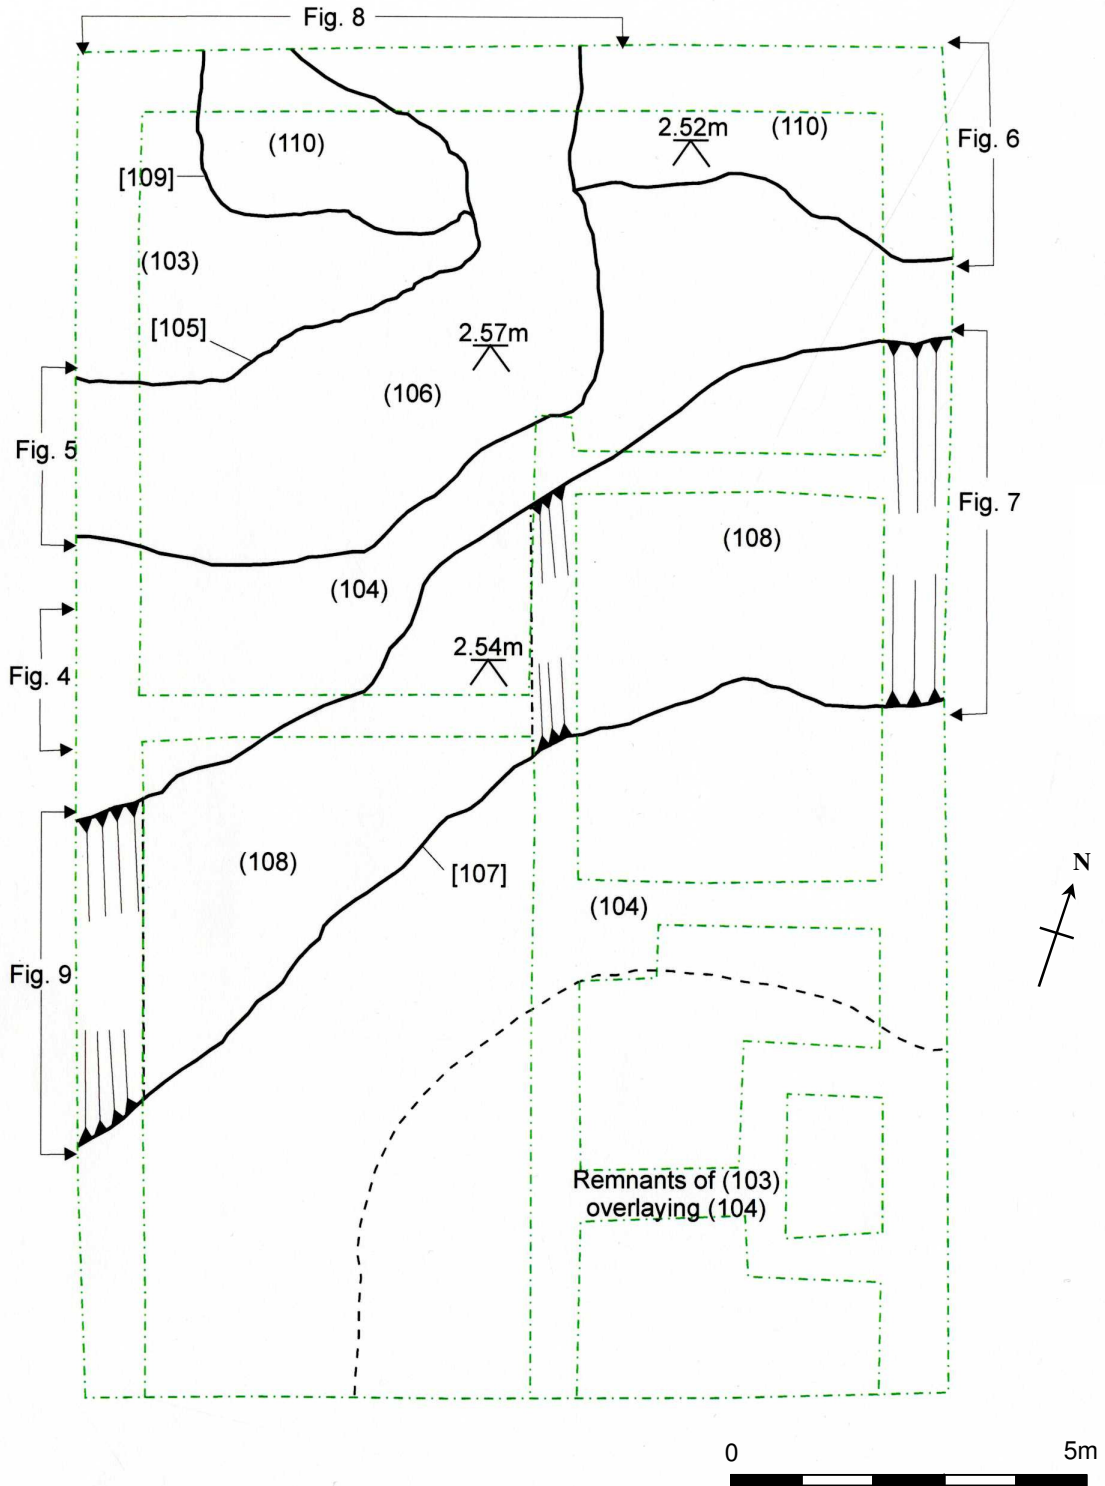 Fig. 8
2.52m
(110)
Fig. 6
(110)
[109]
(103)
[105]
2.57m
(106)
Fig. 5
Fig. 7
(108)
(104)
2.54m
Fig. 4
(108)
[107]
N
(104)
Fig. 9
Remnants of (103)
overlaying (104)
0
5m